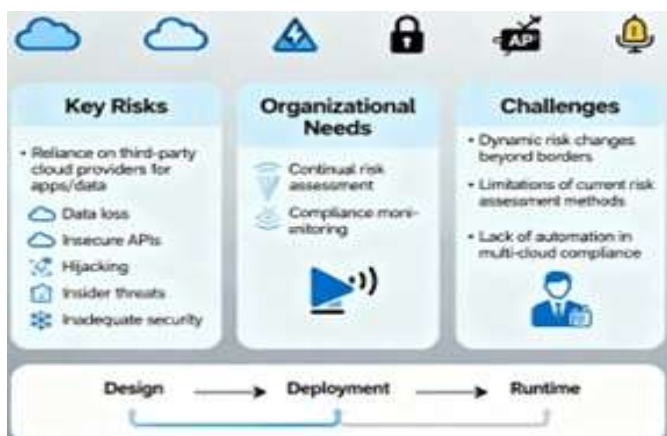 AP
Key Risks
• Reliance on third-party
cloud providers for
apps/data
Data loss
Insecure APIs
Hijacking
Insider threats
Inadequate security
Organizational
Needs
Continual risk
assessment
Compliance moni-
itoring
Challenges
• Dynamic risk changes
beyond borders
• Limitations of current risk
assessment methods
• Lack of automation in
multi-cloud compliance
Design → Deployment → Runtime